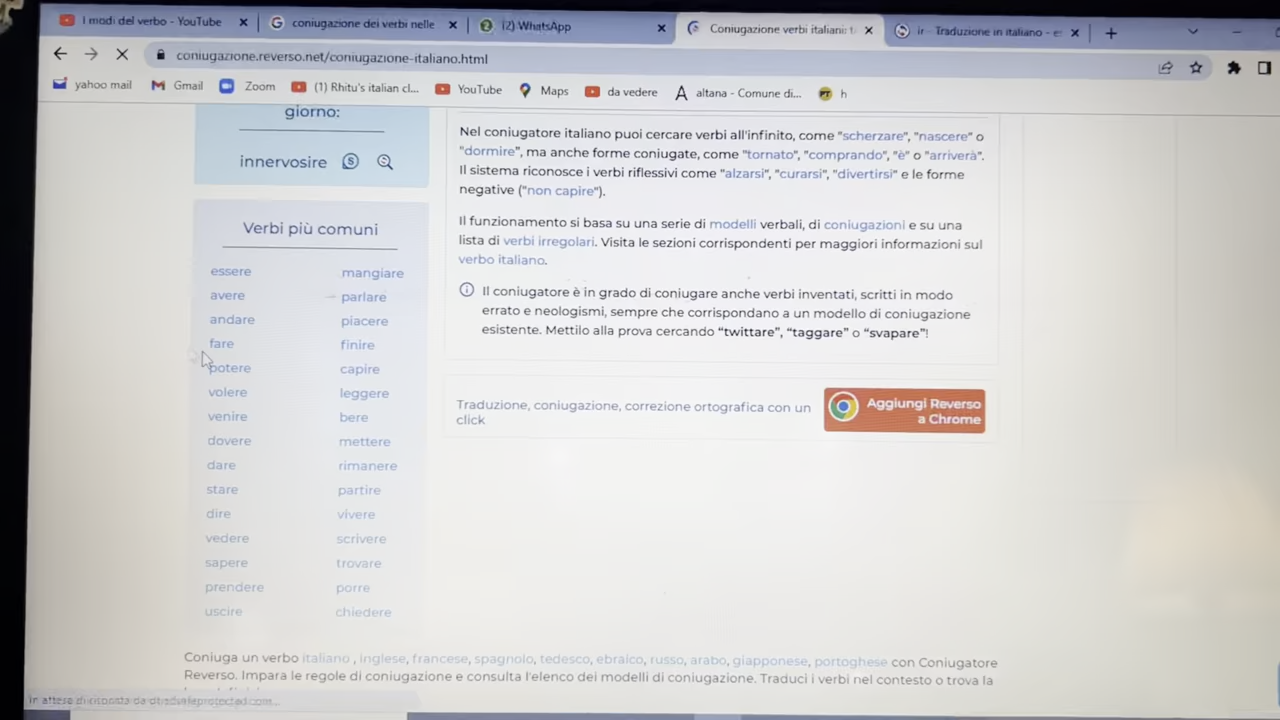 I modi del verbo - YouTube
coniugazione dei verbi nelle
(2) WhatsApp
Coniugazione verbi italiani: t
ir - Traduzione in italiano - e
coniugazione.reverso.net/coniugazione-italiano.html
yahoo mail
Gmail
Zoom
(1) Rhitu's italian cl...
YouTube
Maps
da vedere
altana - Comune di...
h
giorno:
innervosire
Verbi più comuni
essere mangiare
avere parlare
andare piacere
fare finire
potere capire
volere leggere
venire bere
dovere mettere
dare rimanere
stare partire
dire vivere
vedere scrivere
sapere trovare
prendere porre
uscire chiedere
Nel coniugatore italiano puoi cercare verbi all'infinito, come "scherzare", "nascere" o
"dormire", ma anche forme coniugate, come "tornato", "comprando", "è" o "arriverà".
Il sistema riconosce i verbi riflessivi come "alzarsi", "curarsi", "divertirsi" e le forme
negative ("non capire").
Il funzionamento si basa su una serie di modelli verbali, di coniugazioni e su una
lista di verbi irregolari. Visita le sezioni corrispondenti per maggiori informazioni sul
verbo italiano.
Il coniugatore è in grado di coniugare anche verbi inventati, scritti in modo
errato e neologismi, sempre che corrispondano a un modello di coniugazione
esistente. Mettilo alla prova cercando "twittare", "taggare" o "svapare"!
Traduzione, coniugazione, correzione ortografica con un
click
Aggiungi Reverso
a Chrome
Coniuga un verbo italiano , inglese, francese, spagnolo, tedesco, ebraico, russo, arabo, giapponese, portoghese con Coniugatore
Reverso. Impara le regole di coniugazione e consulta l'elenco dei modelli di coniugazione. Traduci i verbi nel contesto o trova la
In attesa di risposta da